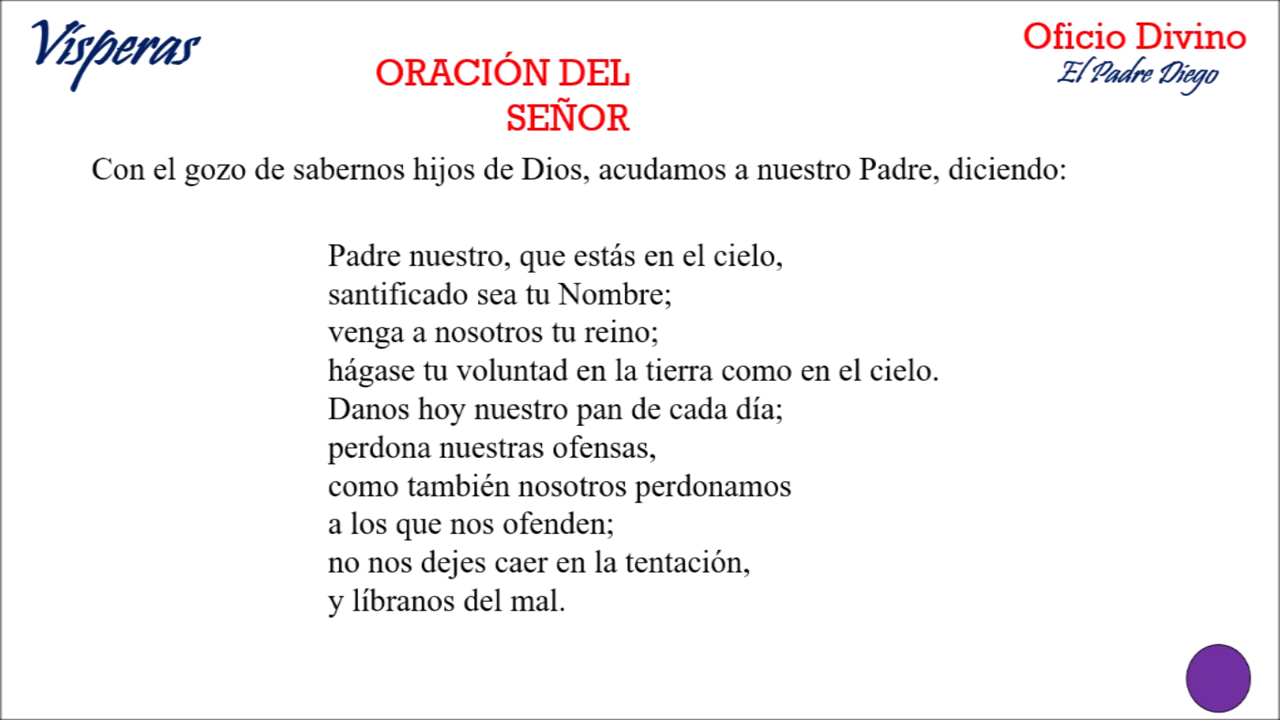 Vísperas
Oficio Divino
El Padre Diego
ORACIÓN DEL
SEÑOR
Con el gozo de sabernos hijos de Dios, acudamos a nuestro Padre, diciendo:
Padre nuestro, que estás en el cielo,
santificado sea tu Nombre;
venga a nosotros tu reino;
hágase tu voluntad en la tierra como en el cielo.
Danos hoy nuestro pan de cada día;
perdona nuestras ofensas,
como también nosotros perdonamos
a los que nos ofenden;
no nos dejes caer en la tentación,
y líbranos del mal.